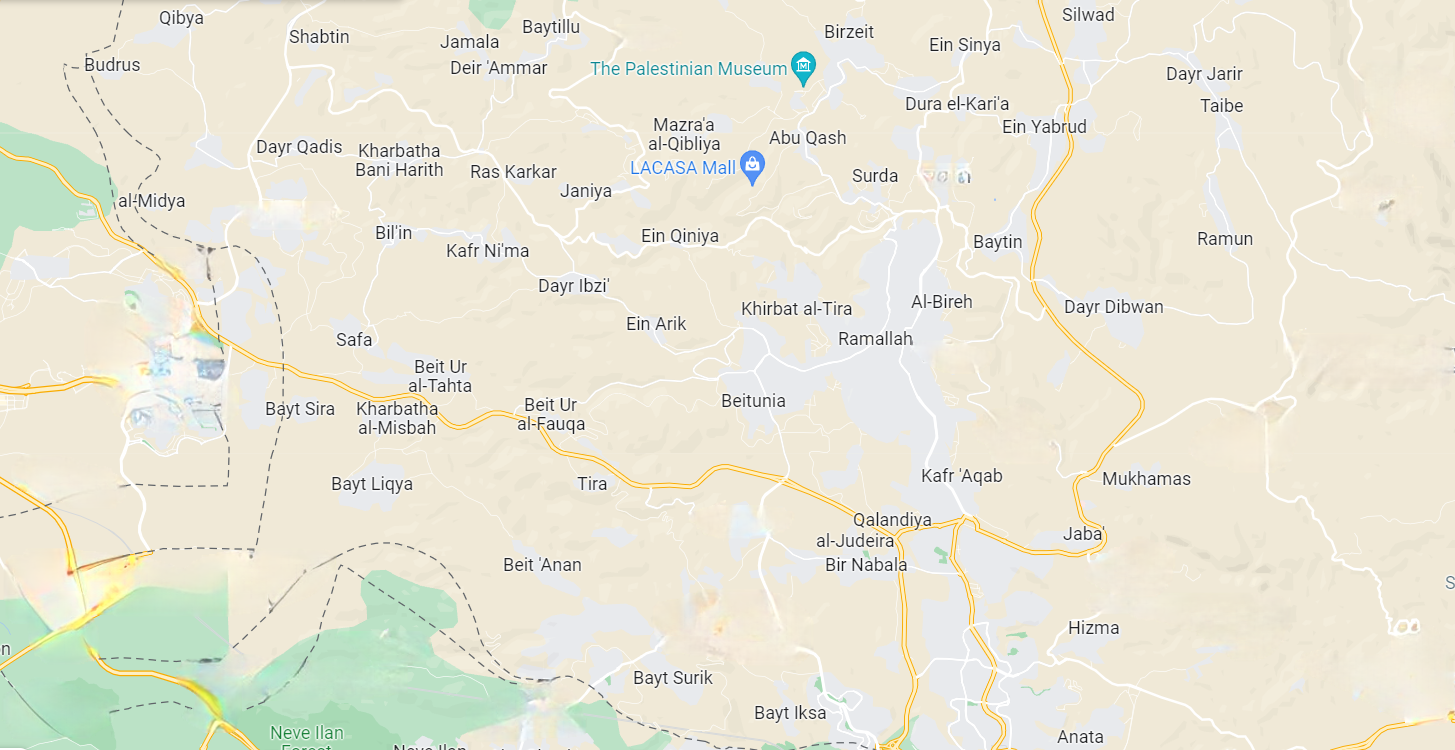 Qibya
Shabtin
Jamala
Baytillu
Birzeit
Silwad
Ein Sinya
Budrus
Deir 'Ammar
The Palestinian Museum
Dayr Jarir
Taibe
Dura el-Kari'a
Ein Yabrud
Mazra'a
al-Qibliya
Abu Qash
Dayr Qadis
Kharbatha
Bani Harith
Ras Karkar
LACASA Mall
Surda
Janiya
al-Midya
Bil'in
Kafr Ni'ma
Ein Qiniya
Baytin
Ramun
Dayr Ibzi'
Khirbat al-Tira
Al-Bireh
Dayr Dibwan
Ein Arik
Ramallah
Safa
Beit Ur
al-Tahta
Beitunia
Bayt Sira
Kharbatha
al-Misbah
Beit Ur
al-Fauqa
Bayt Liqya
Tira
Kafr 'Aqab
Mukhamas
Qalandiya
al-Judeira
Jaba'
Beit 'Anan
Bir Nabala
Hizma
Bayt Surik
Bayt Iksa
Neve Ilan
Forest
Neve Ilan
Anata